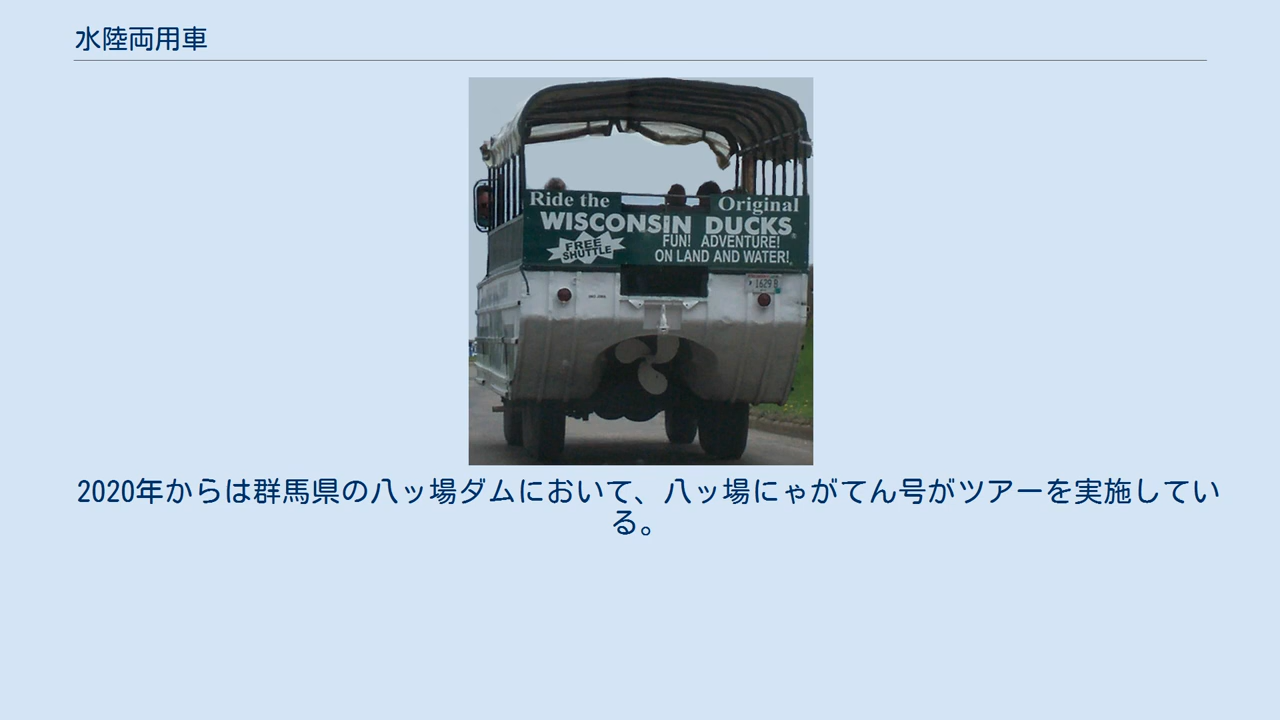 水陸両用車
Ride the Original
WISCONSIN DUCKS
FREE SHUTTLE
FUN! ADVENTURE!
ON LAND AND WATER!
1629 B
2020年からは群馬県の八ッ場ダムにおいて、八ッ場にゃがてん号がツアーを実施してい
る。